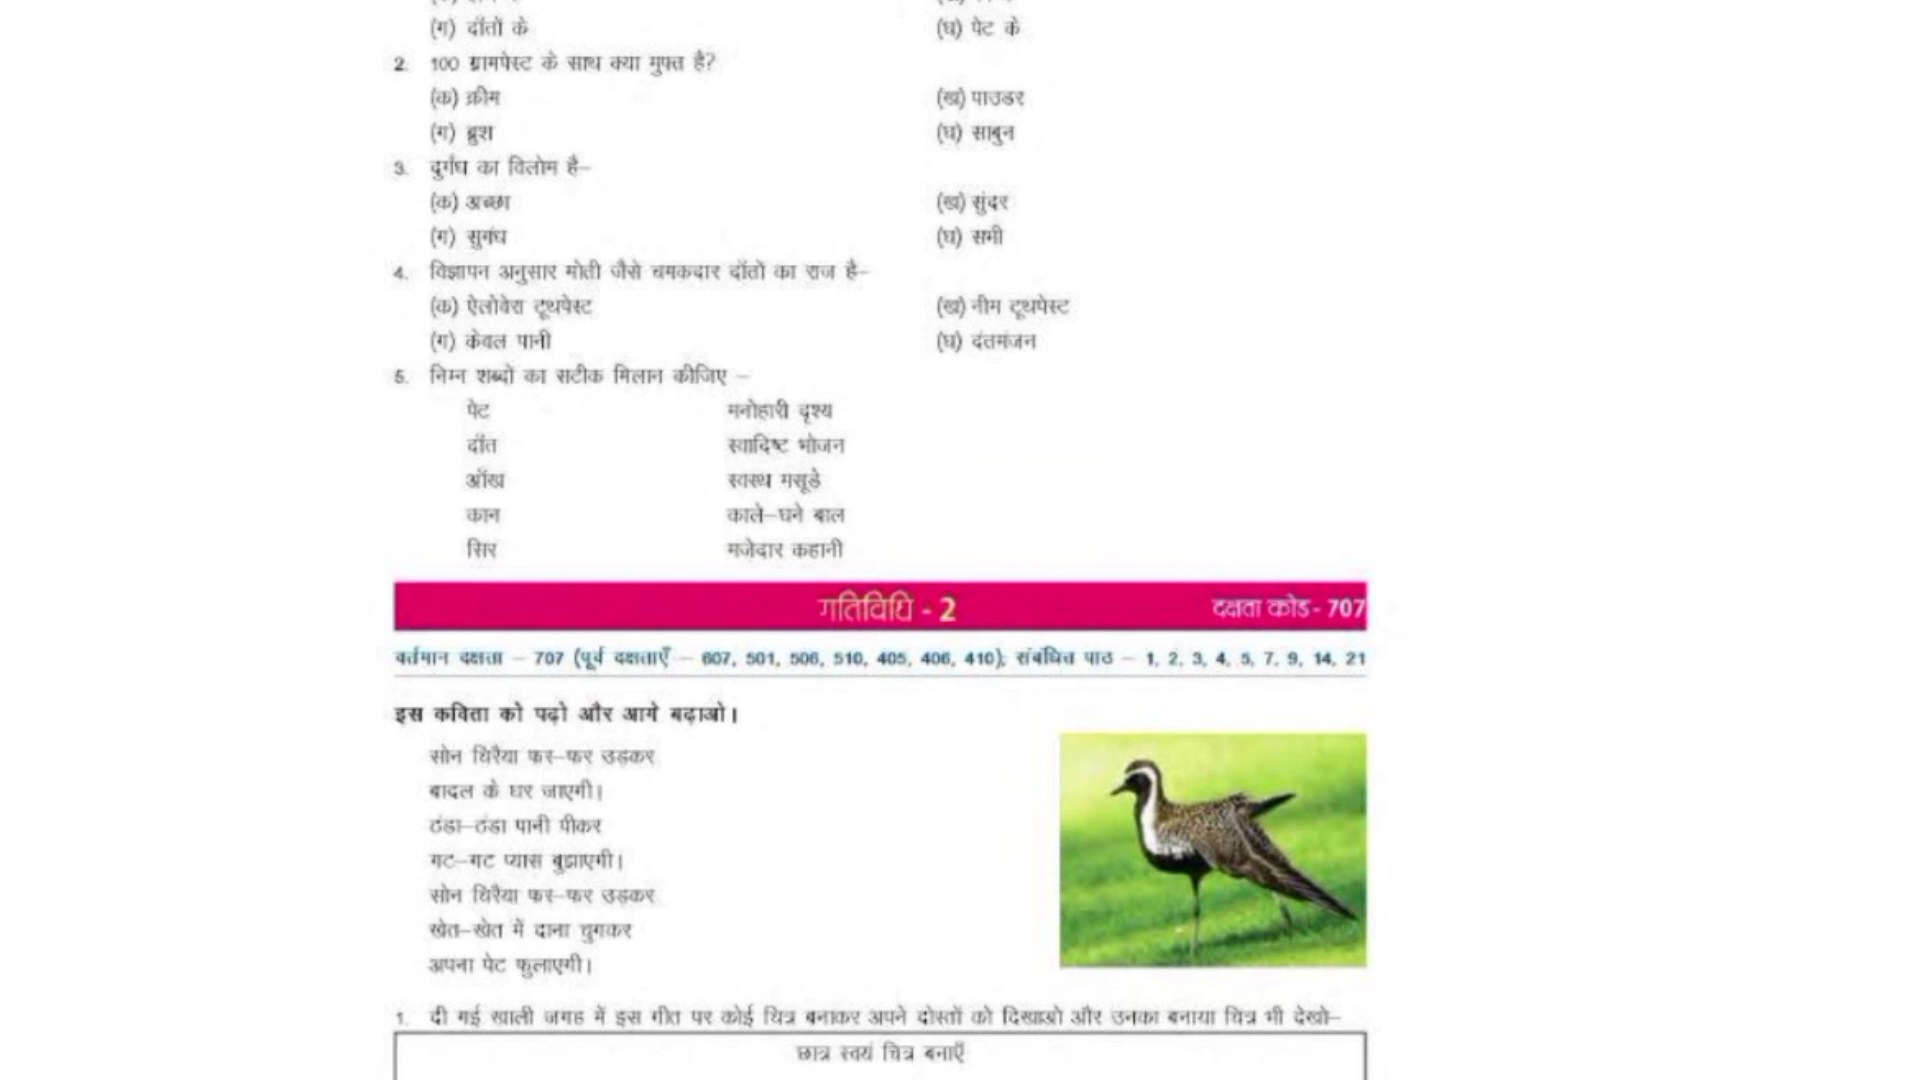 (ग) दाँतों के (घ) पेट के
2. 100 ग्रामपेस्ट के साथ क्या मुफ्त है?
(क) क्रीम (ख) पाउडर
(ग) ब्रुश (घ) साबुन
3. दुर्गंध का विलोम है–
(क) अच्छा (ख) सुंदर
(ग) सुगंध (घ) सभी
4. विज्ञापन अनुसार मोती जैसे चमकदार दाँतों का राज है–
(क) ऐलोवेरा टूथपेस्ट (ख) नीम टूथपेस्ट
(ग) केवल पानी (घ) दंतमंजन
5. निम्न शब्दों का सटीक मिलान कीजिए –
पेट मनोहारी दृश्य
दाँत स्वादिष्ट भोजन
आँख स्वस्थ मसूडे
कान काले–घने बाल
सिर मजेदार कहानी
गतिविधि - 2 दक्षता कोड- 707
वर्तमान दक्षता – 707 (पूर्व दक्षताएँ – 607, 501, 506, 510, 405, 406, 410); संबंधित पाठ – 1, 2, 3, 4, 5, 7, 9, 14, 21
इस कविता को पढ़ो और आगे बढ़ाओ।
सोन चिरैया फर–फर उड़कर
बादल के घर जाएगी।
ठंडा–ठंडा पानी पीकर
गट–गट प्यास बुझाएगी।
सोन चिरैया फर–फर उड़कर
खेत–खेत में दाना चुगकर
अपना पेट फुलाएगी।
1. दी गई खाली जगह में इस गीत पर कोई चित्र बनाकर अपने दोस्तों को दिखाओ और उनका बनाया चित्र भी देखो–
छात्र स्वयं चित्र बनाएँ